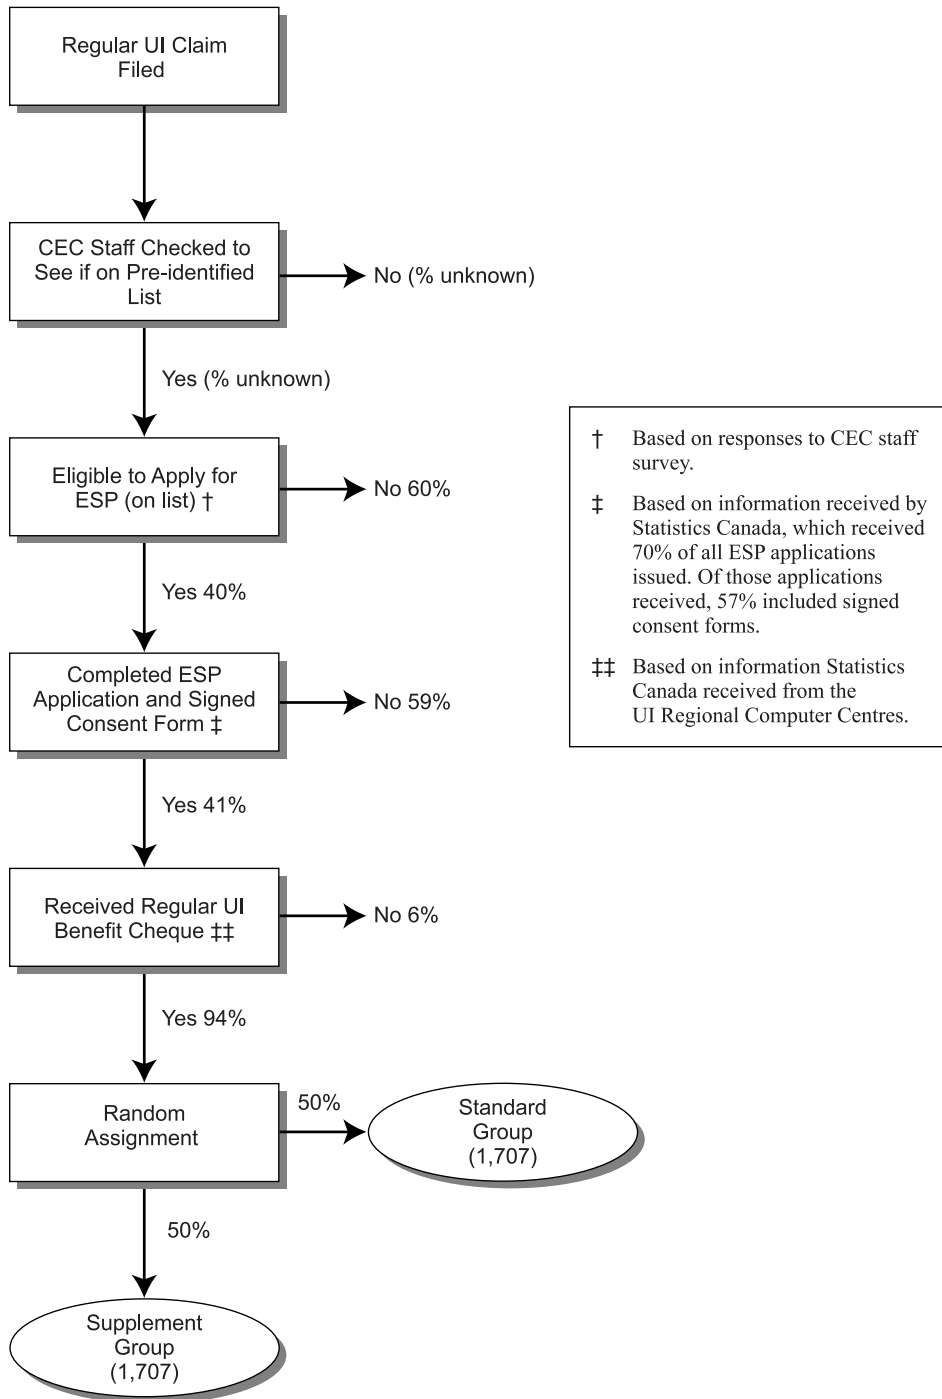 Regular UI Claim
Filed
CEC Staff Checked to
See if on Pre-identified
List
No (% unknown)
Yes (% unknown)
Eligible to Apply for
ESP (on list) †
No 60%
Yes 40%
Completed ESP
Application and Signed
Consent Form ‡
No 59%
Yes 41%
Received Regular UI
Benefit Cheque ‡‡
No 6%
Yes 94%
Random
Assignment
50%
Standard
Group
(1,707)
50%
Supplement
Group
(1,707)
† Based on responses to CEC staff
survey.
‡ Based on information received by
Statistics Canada, which received
70% of all ESP applications
issued. Of those applications
received, 57% included signed
consent forms.
‡‡ Based on information Statistics
Canada received from the
UI Regional Computer Centres.